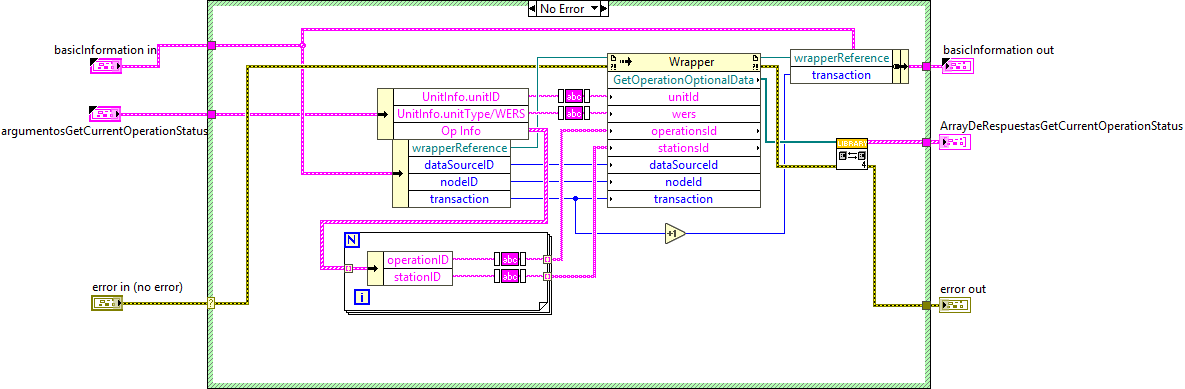 No Error
basicInformation in
basicInformation out
Wrapper
wrapperReference
transaction
GetOperationOptionalData
UnitInfo.unitID
abc
unitId
UnitInfo.unitType/WERS
abc
wers
argumentosGetCurrentOperationStatus
Op Info
operationsId
ArrayDeRespuestasGetCurrentOperationStatus
wrapperReference
stationsId
LIBRARY
4
dataSourceID
dataSourceId
nodeID
nodeId
transaction
transaction
+1
N
operationID
abc
stationID
abc
i
error in (no error)
?
error out